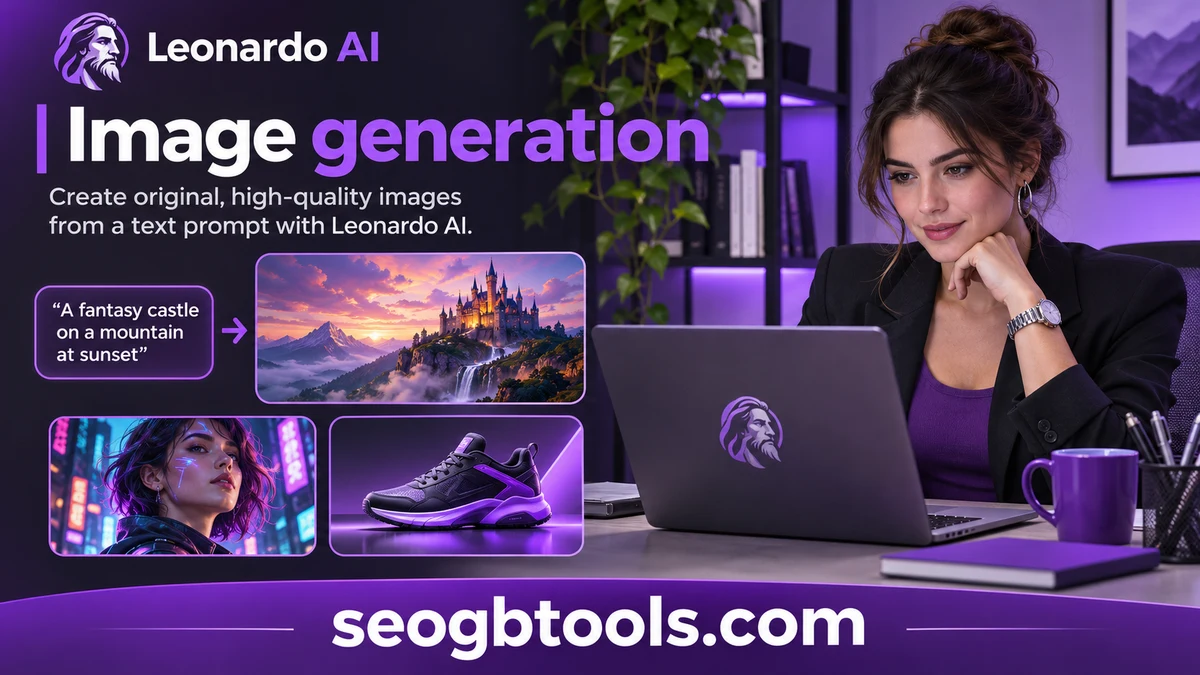 Leonardo AI
Image generation
Create original, high-quality images
from a text prompt with Leonardo AI.
“A fantasy castle
on a mountain
at sunset”
seogbtools.com